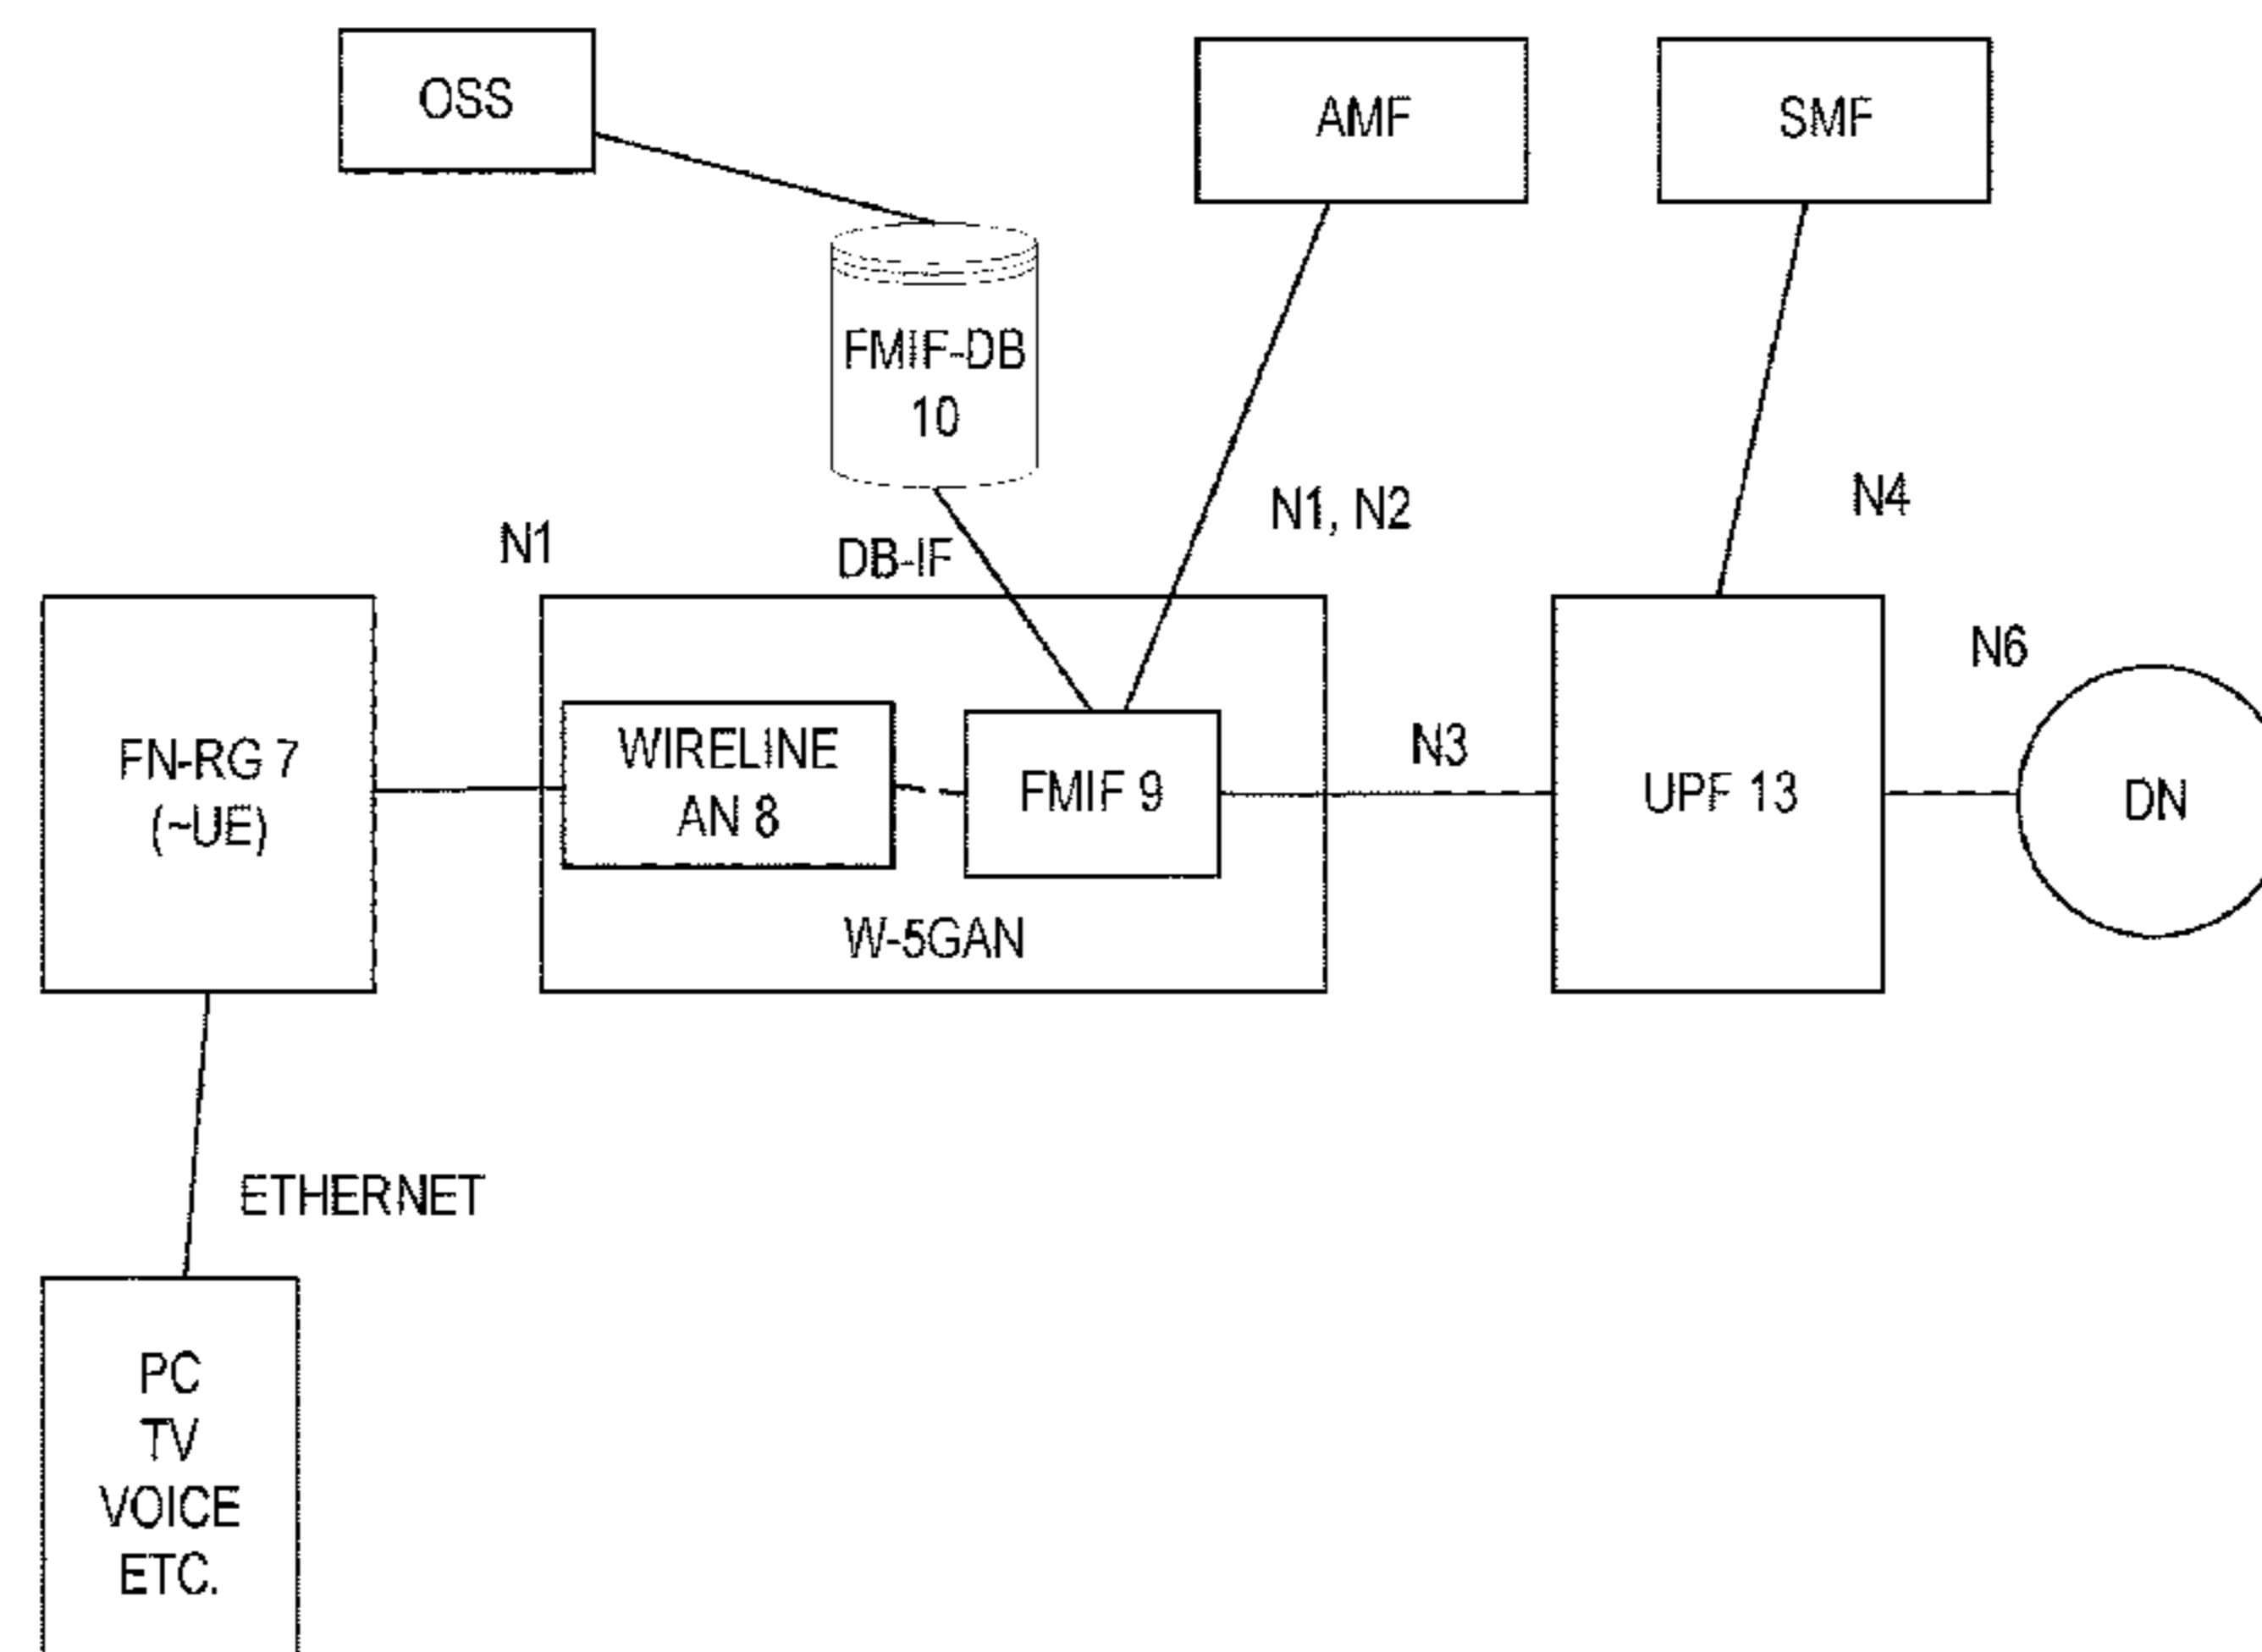 OSS
AMF
SMF
FMIF-DB
10
N1
DB-IF
N1, N2
N4
N6
FN-RG 7
(~UE)
WIRELINE
AN 8
FMIF 9
W-5GAN
N3
UPF 13
DN
ETHERNET
PC
TV
VOICE
ETC.